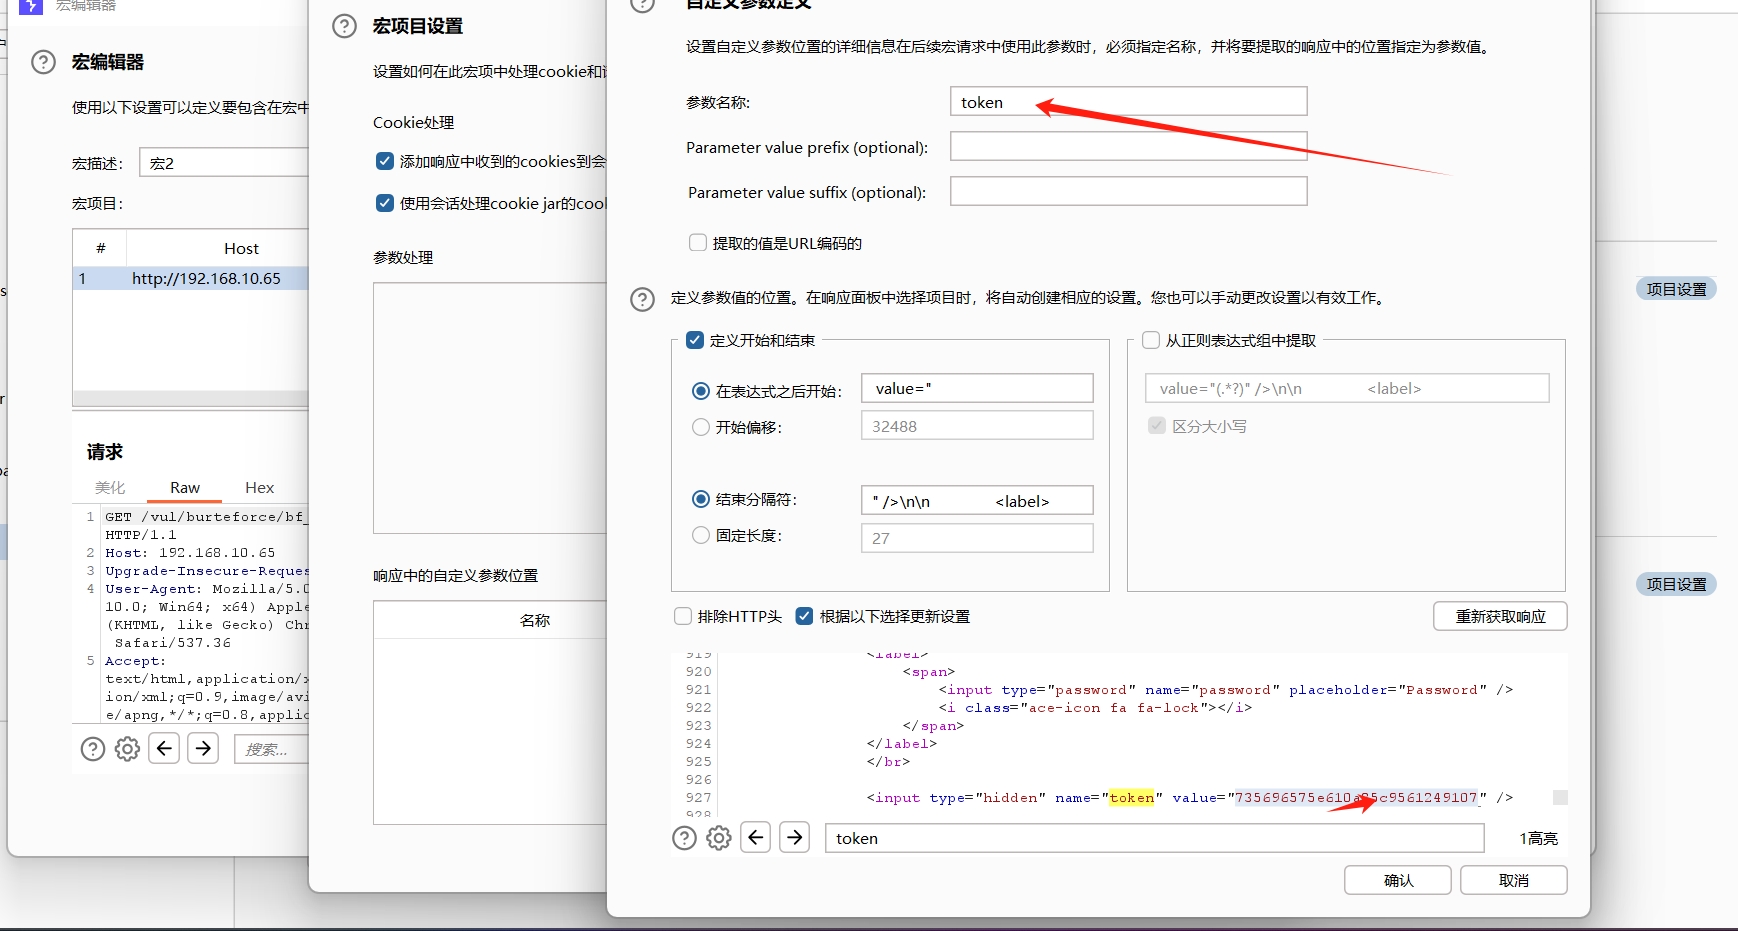 宏编辑器
宏编辑器
使用以下设置可以定义要包含在宏中
宏描述:
宏2
宏项目:
#
Host
1
http://192.168.10.65
请求
美化
Raw
Hex
1 GET /vul/burteforce/bf_
HTTP/1.1
2 Host: 192.168.10.65
3 Upgrade-Insecure-Reques
4 User-Agent: Mozilla/5.0
10.0; Win64; x64) Apple
(KHTML, like Gecko) Chr
Safari/537.36
5 Accept:
text/html,application/x
ion/xml;q=0.9,image/avi
e/apng,*/*;q=0.8,applic
搜索...
宏项目设置
设置如何在此宏项中处理cookie和
Cookie处理
添加响应中收到的cookies到会
使用会话处理cookie jar的cook
参数处理
响应中的自定义参数位置
名称
自定义参数定义
设置自定义参数位置的详细信息在后续宏请求中使用此参数时，必须指定名称，并将要提取的响应中的位置指定为参数值。
参数名称:
token
Parameter value prefix (optional):
Parameter value suffix (optional):
提取的值是URL编码的
定义参数值的位置。在响应面板中选择项目时，将自动创建相应的设置。您也可以手动更改设置以有效工作。
定义开始和结束
在表达式之后开始:
value="
开始偏移:
32488
结束分隔符:
" />\n\n <label>
固定长度:
27
从正则表达式组中提取
value="(.*?)" />\n\n <label>
区分大小写
排除HTTP头
根据以下选择更新设置
重新获取响应
919 <label>
920 <span>
921 <input type="password" name="password" placeholder="Password" />
922 <i class="ace-icon fa fa-lock"></i>
923 </span>
924 </label>
925 </br>
926
927 <input type="hidden" name="token" value="735696575e610a85c9561249107" />
928
token
1高亮
确认
取消
项目设置
项目设置